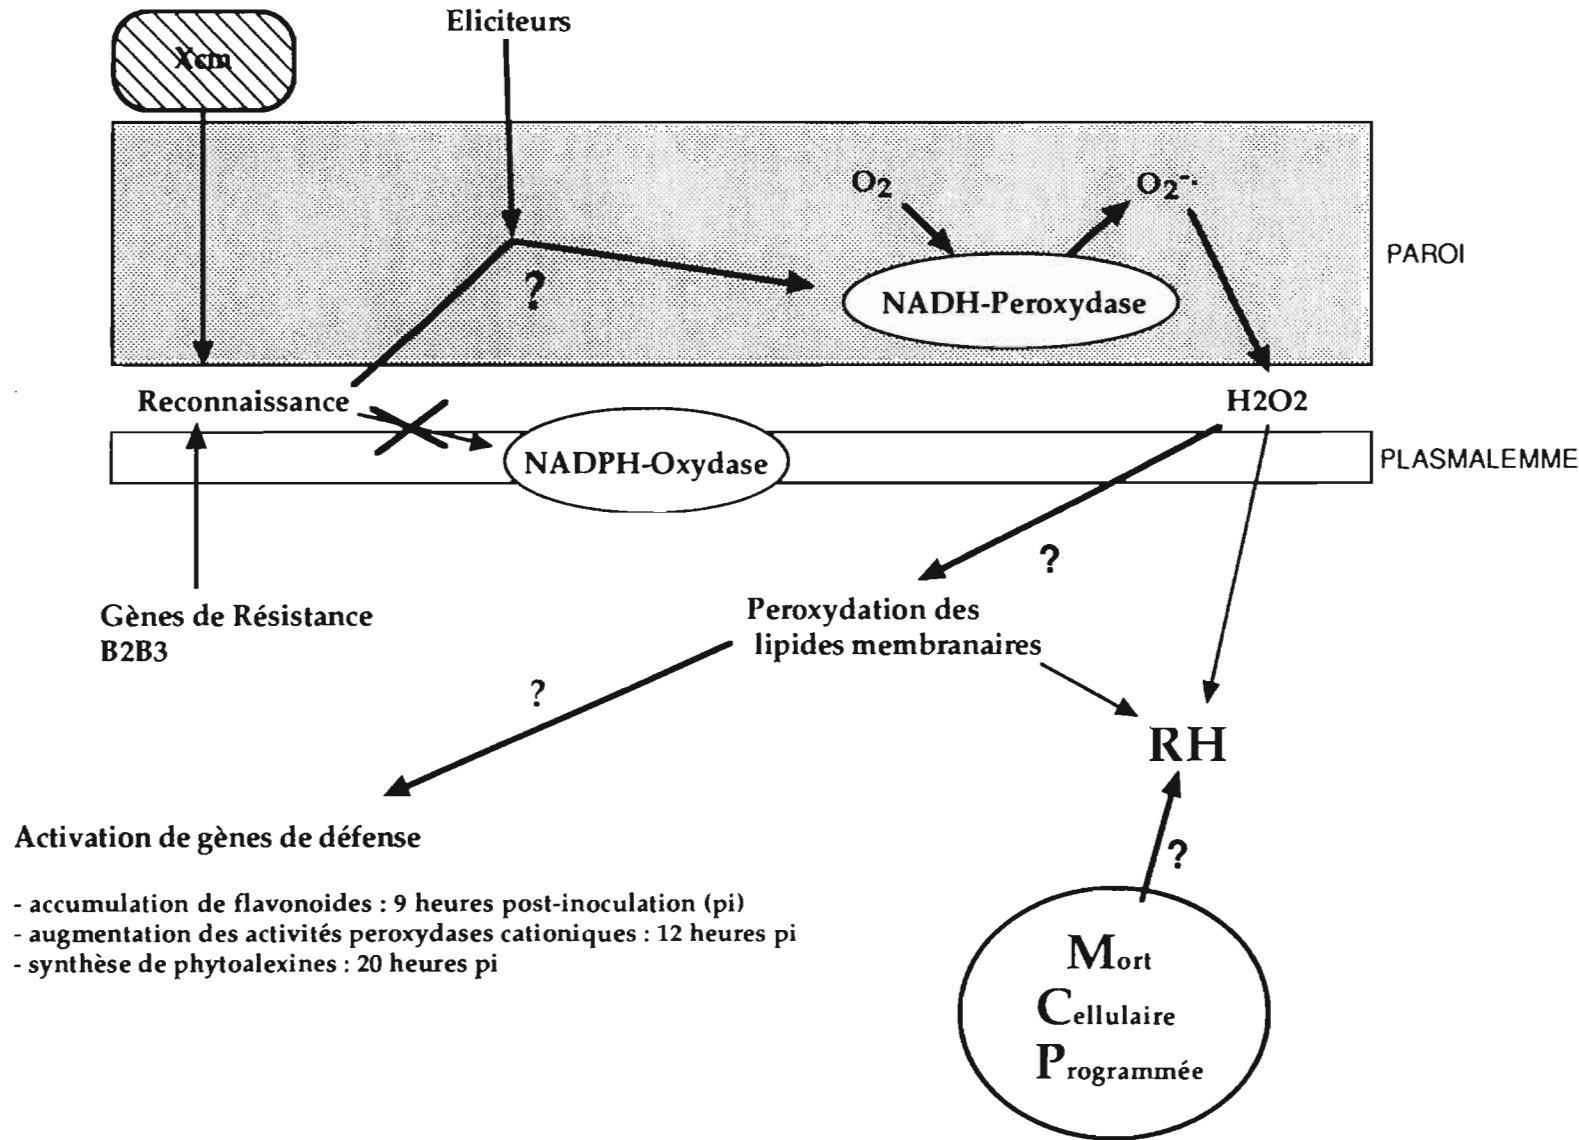 Eliciteurs
Xcm
O2
O2⁻·
PAROI
?
NADH-Peroxydase
Reconnaissance
H2O2
NADPH-Oxydase
PLASMALEMME
?
Gènes de Résistance
B2B3
Peroxydation des
lipides membranaires
?
RH
Activation de gènes de défense
?
- accumulation de flavonoides : 9 heures post-inoculation (pi)
- augmentation des activités peroxydases cationiques : 12 heures pi
- synthèse de phytoalexines : 20 heures pi
Mort
Cellulaire
Programmée